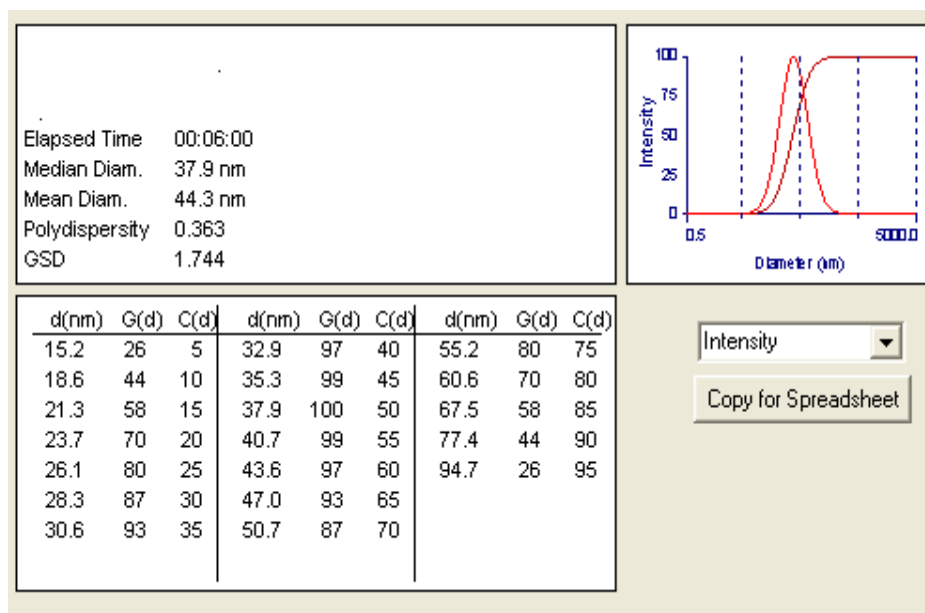 Elapsed Time 00:06:00
Median Diam. 37.9 nm
Mean Diam. 44.3 nm
Polydispersity 0.363
GSD 1.744
100
75
50
25
0
Intensity
0.5 5000.0
Diameter (nm)
d(nm) G(d) C(d) d(nm) G(d) C(d) d(nm) G(d) C(d)
15.2 26 5 32.9 97 40 55.2 80 75
18.6 44 10 35.3 99 45 60.6 70 80
21.3 58 15 37.9 100 50 67.5 58 85
23.7 70 20 40.7 99 55 77.4 44 90
26.1 80 25 43.6 97 60 94.7 26 95
28.3 87 30 47.0 93 65
30.6 93 35 50.7 87 70
Intensity
Copy for Spreadsheet